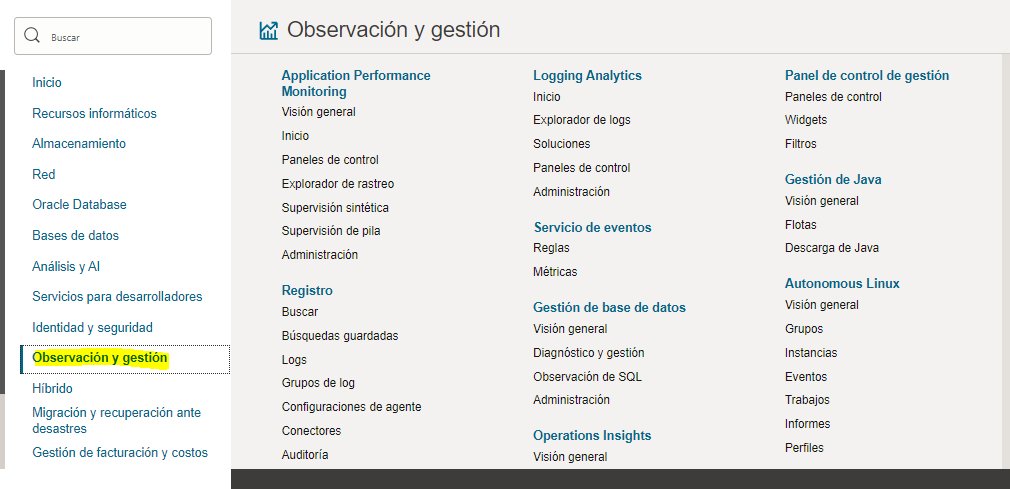 Buscar
Inicio
Recursos informáticos
Almacenamiento
Red
Oracle Database
Bases de datos
Análisis y AI
Servicios para desarrolladores
Identidad y seguridad
Observación y gestión
Híbrido
Migración y recuperación ante
desastres
Gestión de facturación y costos
Observación y gestión
Application Performance
Monitoring
Visión general
Inicio
Paneles de control
Explorador de rastreo
Supervisión sintética
Supervisión de pila
Administración
Registro
Buscar
Búsquedas guardadas
Logs
Grupos de log
Configuraciones de agente
Conectores
Auditoría
Logging Analytics
Inicio
Explorador de logs
Soluciones
Paneles de control
Administración
Servicio de eventos
Reglas
Métricas
Gestión de base de datos
Visión general
Diagnóstico y gestión
Observación de SQL
Administración
Operations Insights
Visión general
Panel de control de gestión
Paneles de control
Widgets
Filtros
Gestión de Java
Visión general
Flotas
Descarga de Java
Autonomous Linux
Visión general
Grupos
Instancias
Eventos
Trabajos
Informes
Perfiles